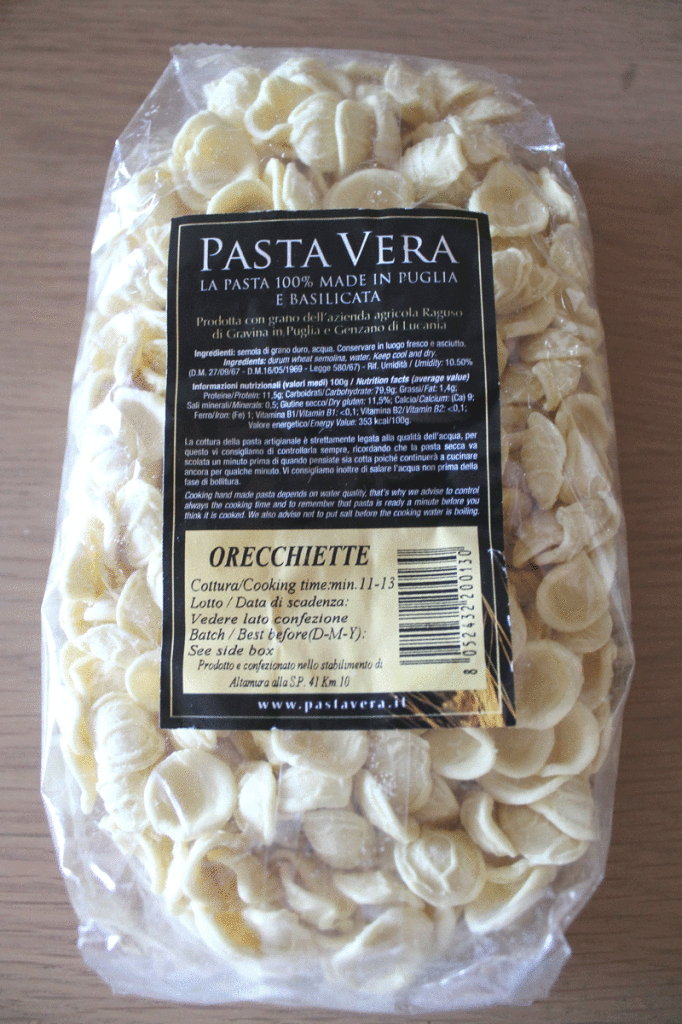 PASTA VERA
LA PASTA 100% MADE IN PUGLIA
E BASILICATA
Prodotta con grano dell'azienda agricola Raguso
di Gravina in Puglia e Genzano di Lucania
Ingredienti: semola di grano duro, acqua. Conservare in luogo fresco e asciutto.
Ingredients: durum wheat semolina, water. Keep cool and dry.
(D.M. 27/09/67 - D.M.16/05/1969 - Legge 580/67) - Rif. Umidità / Umidity: 10.50%
Informazioni nutrizionali (valori medi) 100g / Nutrition facts (average value)
Proteine/Protein: 11,5g; Carboidrati/Carbohydrate: 79,9g; Grassi/Fat: 1,4g;
Sali minerali/Minerals: 0,5; Glutine secco/Dry gluten: 11,5%; Calcio/Calcium: (Ca) 9;
Ferro/Iron: (Fe) 1; Vitamina B1/Vitamin B1: <0,1; Vitamina B2/Vitamin B2: <0,1;
Valore energetico/Energy Value: 353 kcal/100g.
La cottura della pasta artigianale è strettamente legata alla qualità dell'acqua, per
questo vi consigliamo di controllarla sempre, ricordando che la pasta secca va
scolata un minuto prima di quando pensiate sia cotta poiché continuerà a cucinare
ancora per qualche minuto. Vi consigliamo inoltre di salare l'acqua non prima della
fase di bollitura.
Cooking hand made pasta depends on water quality, that's why we advise to control
always the cooking time and to remember that pasta is ready a minute before you
think it is cooked. We also advise not to put salt before the cooking water is boiling.
ORECCHIETTE
Cottura/Cooking time:min.11-13
Lotto / Data di scadenza:
Vedere lato confezione
Batch / Best before(D-M-Y):
See side box
Prodotto e confezionato nello stabilimento di
Altamura alla S.P. 41 Km 10
8 052432 200130
www.pastavera.it